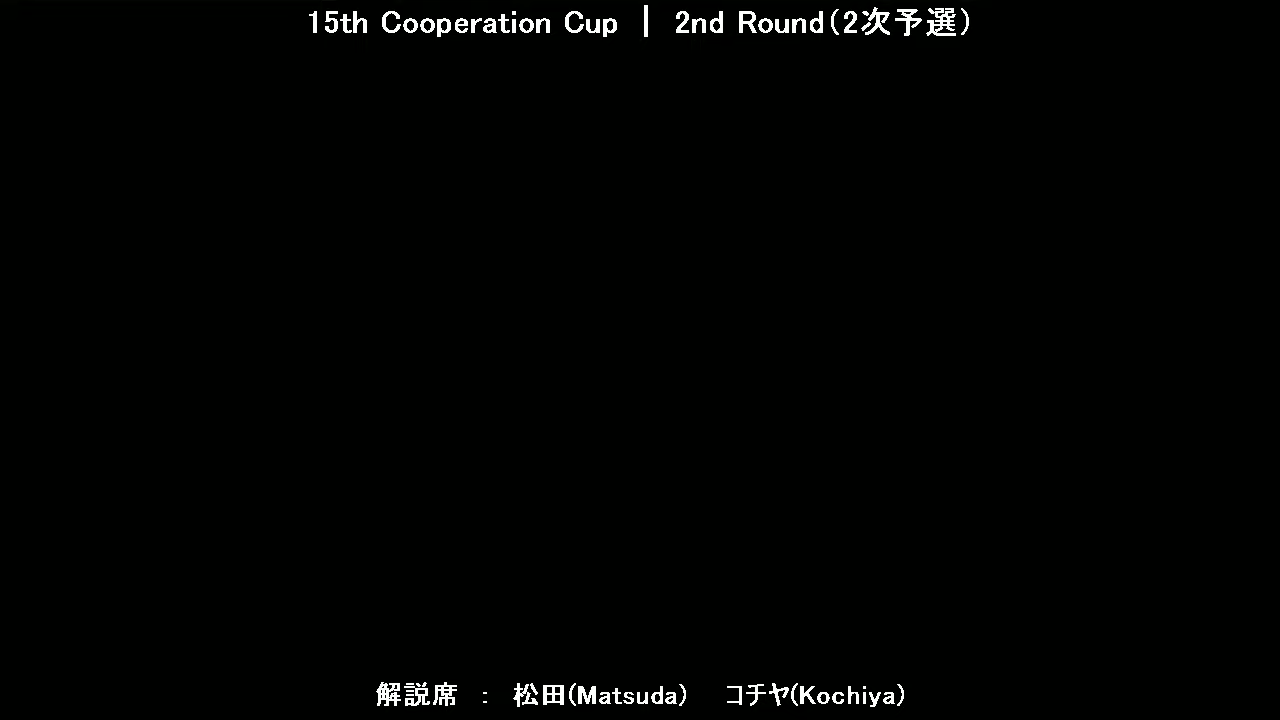 15th Cooperation Cup | 2nd Round(2次予選)
解説席 : 松田(Matsuda) コチヤ(Kochiya)